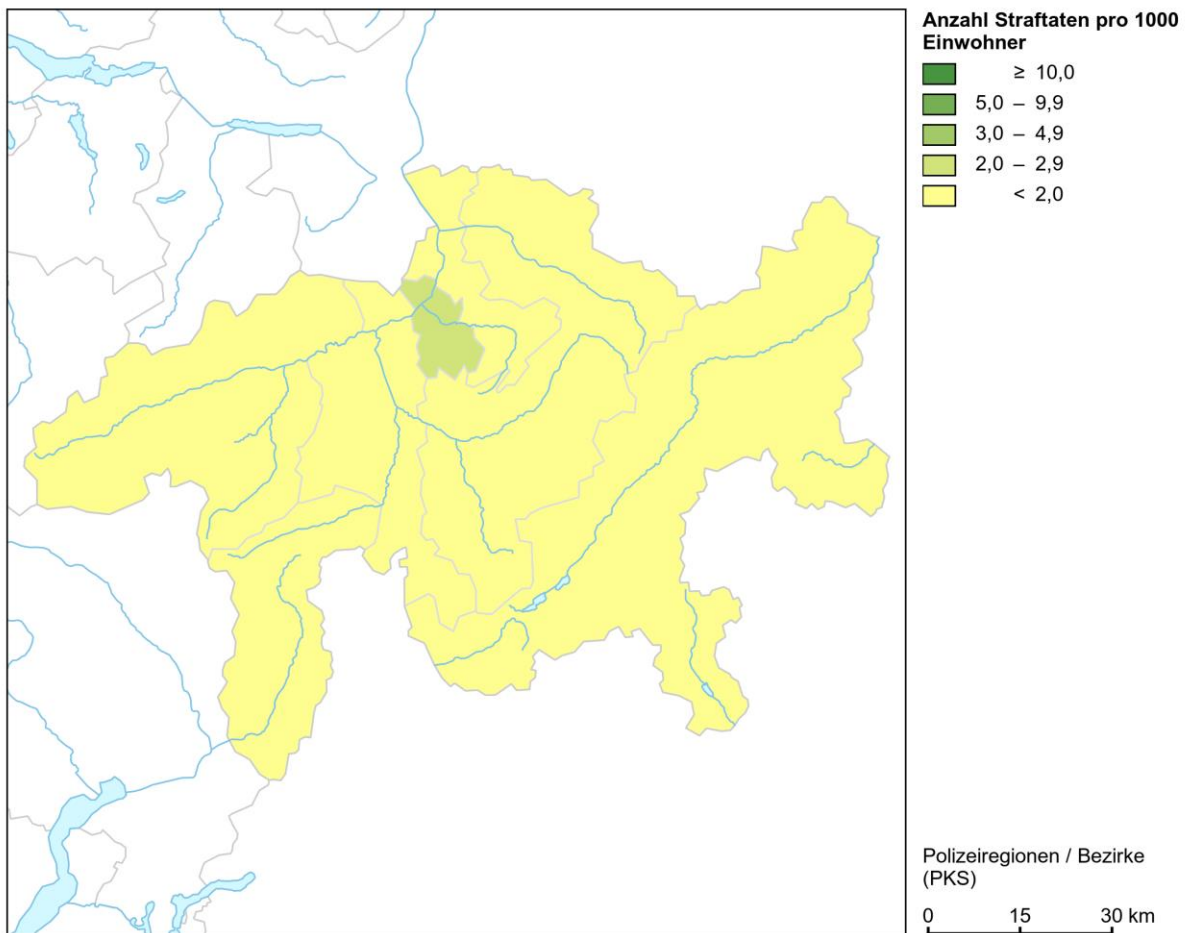 Anzahl Straftaten pro 1000
Einwohner
≥ 10,0
5,0 – 9,9
3,0 – 4,9
2,0 – 2,9
< 2,0
Polizeiregionen / Bezirke
(PKS)
0 15 30 km